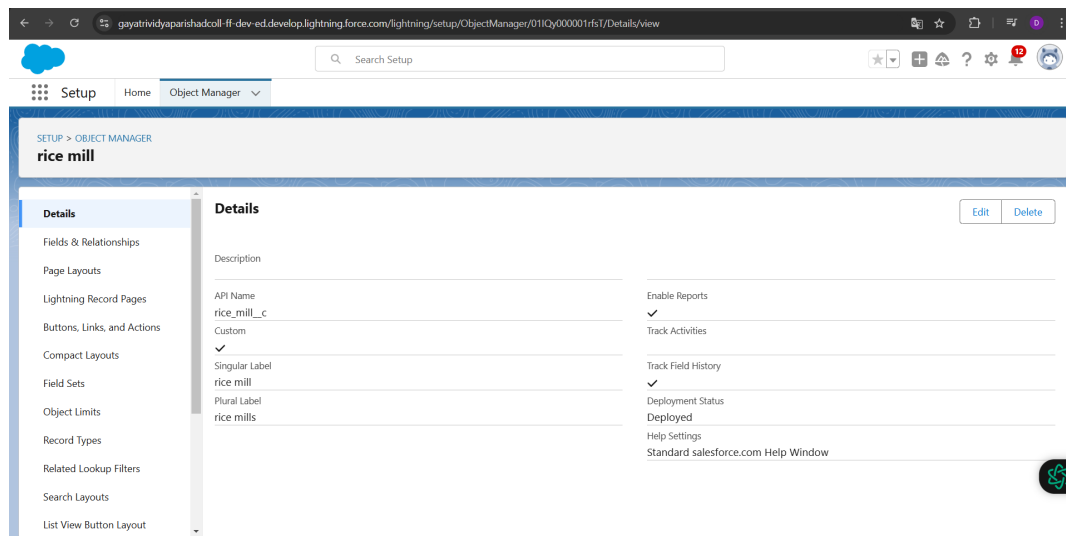 gayatrividyaparishadcoll-ff-dev-ed.develop.lightning.force.com/lightning/setup/ObjectManager/01IQy000001rfsT/Details/view
D
Search Setup
12
Setup
Home
Object Manager
SETUP > OBJECT MANAGER
rice mill
Details
Fields & Relationships
Page Layouts
Lightning Record Pages
Buttons, Links, and Actions
Compact Layouts
Field Sets
Object Limits
Record Types
Related Lookup Filters
Search Layouts
List View Button Layout
Details
Edit
Delete
Description
API Name
rice_mill__c
Custom
Singular Label
rice mill
Plural Label
rice mills
Enable Reports
Track Activities
Track Field History
Deployment Status
Deployed
Help Settings
Standard salesforce.com Help Window